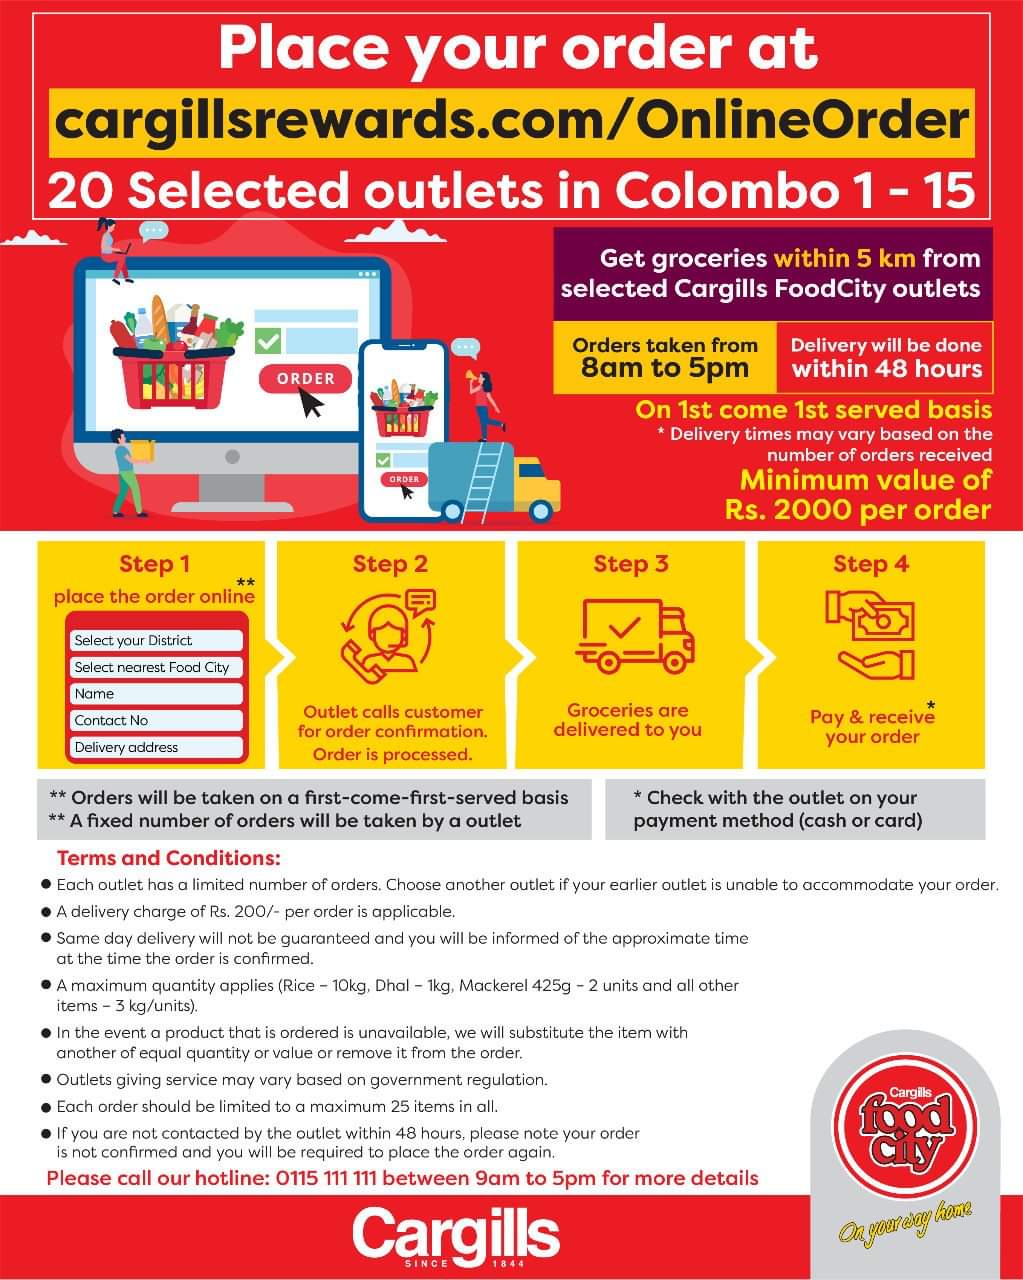 Place your order at
cargillsrewards.com/OnlineOrder
20 Selected outlets in Colombo 1 - 15
Get groceries within 5 km from
selected Cargills FoodCity outlets
Orders taken from
8am to 5pm
Delivery will be done
within 48 hours
On 1st come 1st served basis
* Delivery times may vary based on the
number of orders received
Minimum value of
Rs. 2000 per order
ORDER
ORDER
Step 1
place the order online**
Select your District
Select nearest Food City
Name
Contact No
Delivery address
Step 2
Outlet calls customer
for order confirmation.
Order is processed.
Step 3
Groceries are
delivered to you
Step 4
Pay & receive*
your order
** Orders will be taken on a first-come-first-served basis
** A fixed number of orders will be taken by a outlet
* Check with the outlet on your
payment method (cash or card)
Terms and Conditions:
● Each outlet has a limited number of orders. Choose another outlet if your earlier outlet is unable to accommodate your order.
● A delivery charge of Rs. 200/- per order is applicable.
● Same day delivery will not be guaranteed and you will be informed of the approximate time
at the time the order is confirmed.
● A maximum quantity applies (Rice – 10kg, Dhal – 1kg, Mackerel 425g – 2 units and all other
items – 3 kg/units).
● In the event a product that is ordered is unavailable, we will substitute the item with
another of equal quantity or value or remove it from the order.
● Outlets giving service may vary based on government regulation.
● Each order should be limited to a maximum 25 items in all.
● If you are not contacted by the outlet within 48 hours, please note your order
is not confirmed and you will be required to place the order again.
Please call our hotline: 0115 111 111 between 9am to 5pm for more details
Cargills
food
city
On your way home
Cargills
SINCE 1844